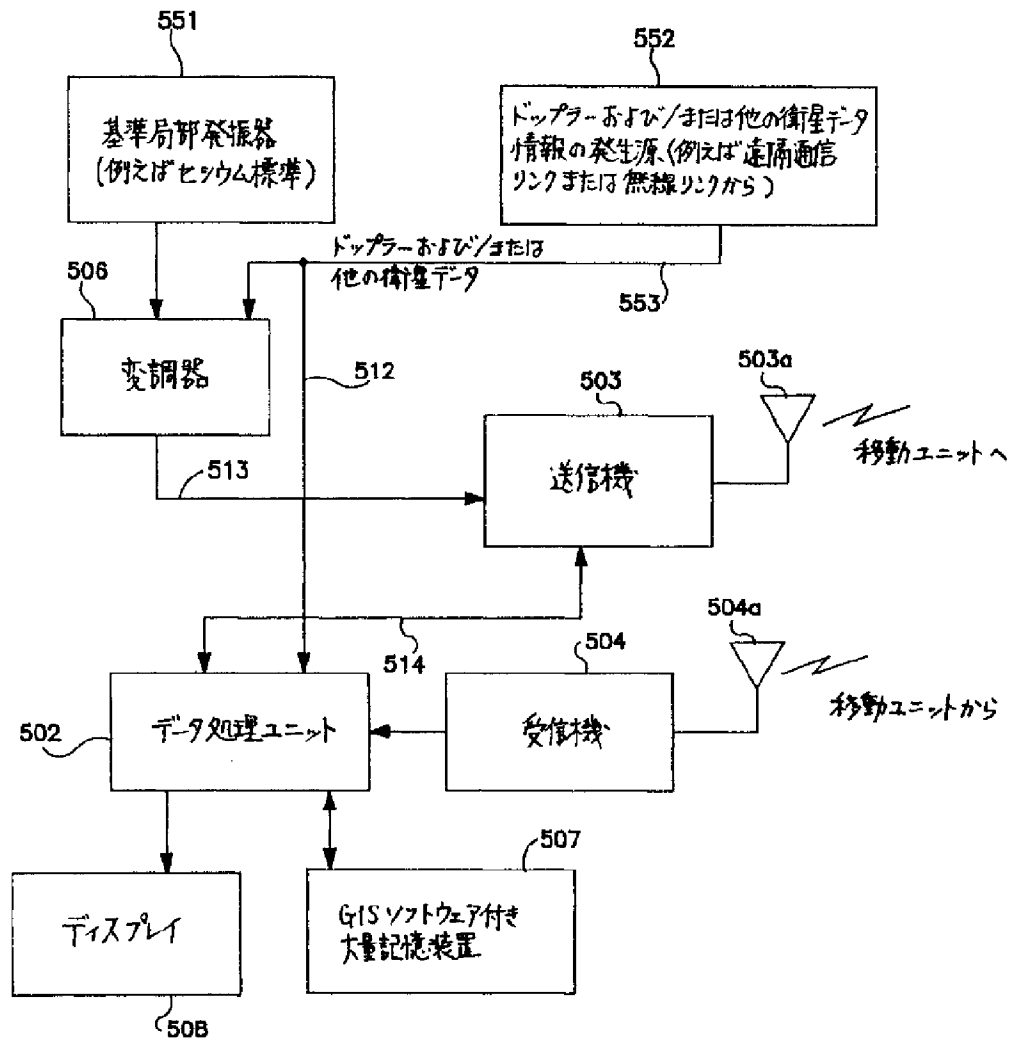 551
基準局部発振器
(例えばセシウム標準)
552
ドップラーおよび/または他の衛星データ
情報の発生源、(例えば遠隔通信
リンクまたは無線リンクから)
ドップラーおよび/または
他の衛星データ
553
506
変調器
512
513
503
送信機
503a
移動ユニットへ
514
504
受信機
504a
移動ユニットから
502
データ処理ユニット
507
GISソフトウェア付き
大量記憶装置
ディスプレイ
50B